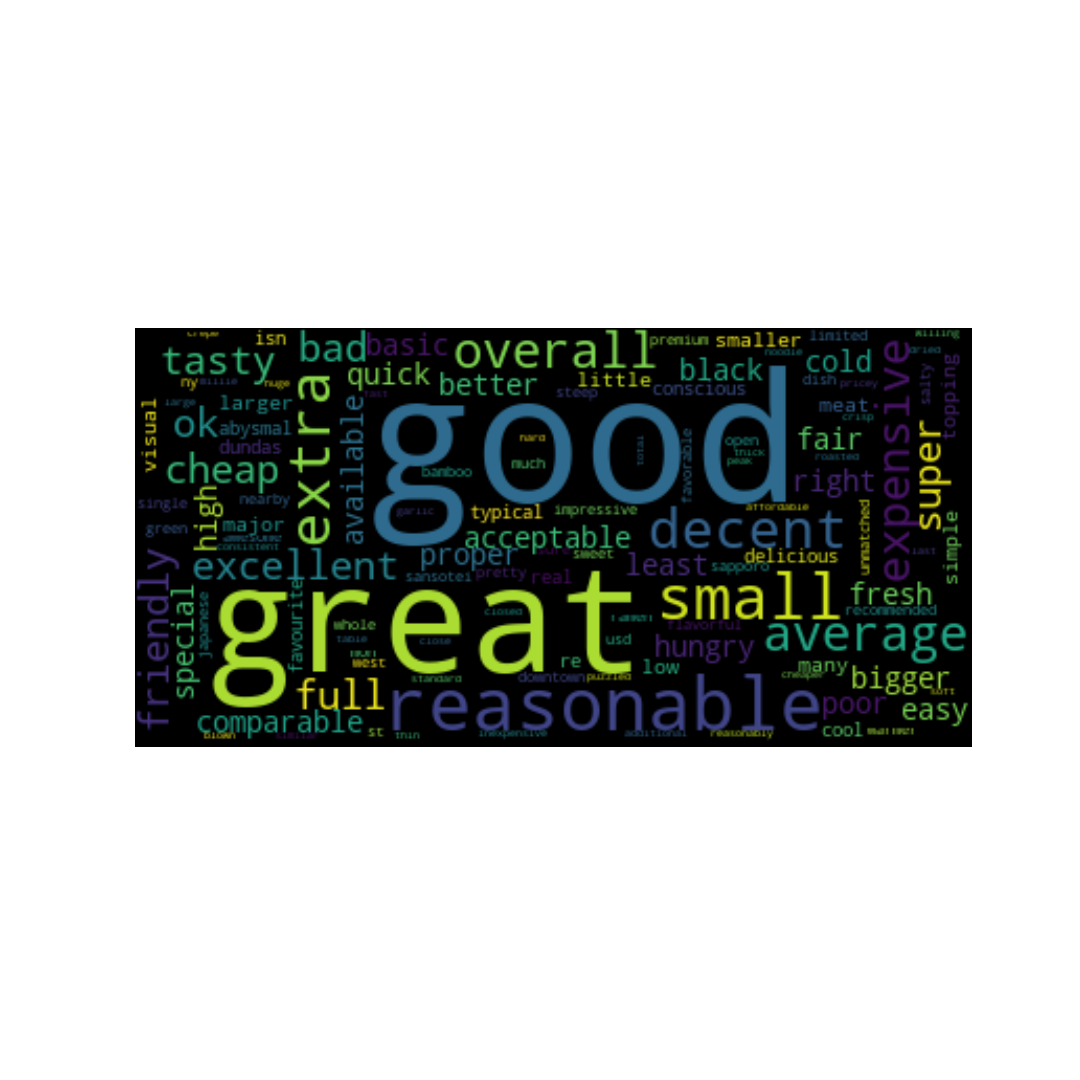 isn
bad
basic
overall
premium
smaller
limited
willing
tasty
quick
better
little
black
noodle
cold
dried
ny
millie
huge
fast
steep
conscious
dish
pricey
salty
topping
large
larger
available
good
meat
crisp
visual
ok
abysmal
extra
dundas
open
thick
peak
fair
roasted
expensive
super
cheap
bamboo
much
total
favorable
right
single
nearby
high
garlic
typical
impressive
affordable
green
major
consistent
acceptable
decent
unmatched
simple
proper
sweet
delicious
excellent
sansotei
pretty
real
least
sapporo
friendly
special
japanese
favourite
great
small
fresh
recommended
closed
flavorful
whole
table
close
usd
hungry
average
west
re
low
many
cheaper
bigger
soft
standard
downtown
puzzled
full
reasonable
poor
easy
comparable
st
thin
inexpensive
additional
reasonably
cool